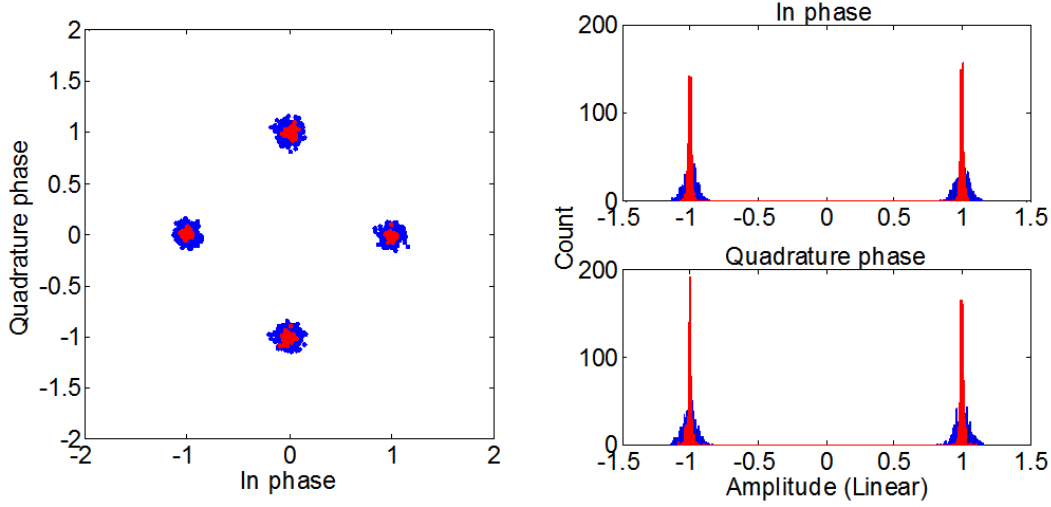 2
1.5
1
0.5
0
-0.5
-1
-1.5
-2
-2 -1 0 1 2
Quadrature phase
In phase
In phase
200
100
0
-1.5 -1 -0.5 0 0.5 1 1.5
Count
Quadrature phase
200
100
0
-1.5 -1 -0.5 0 0.5 1 1.5
Amplitude (Linear)